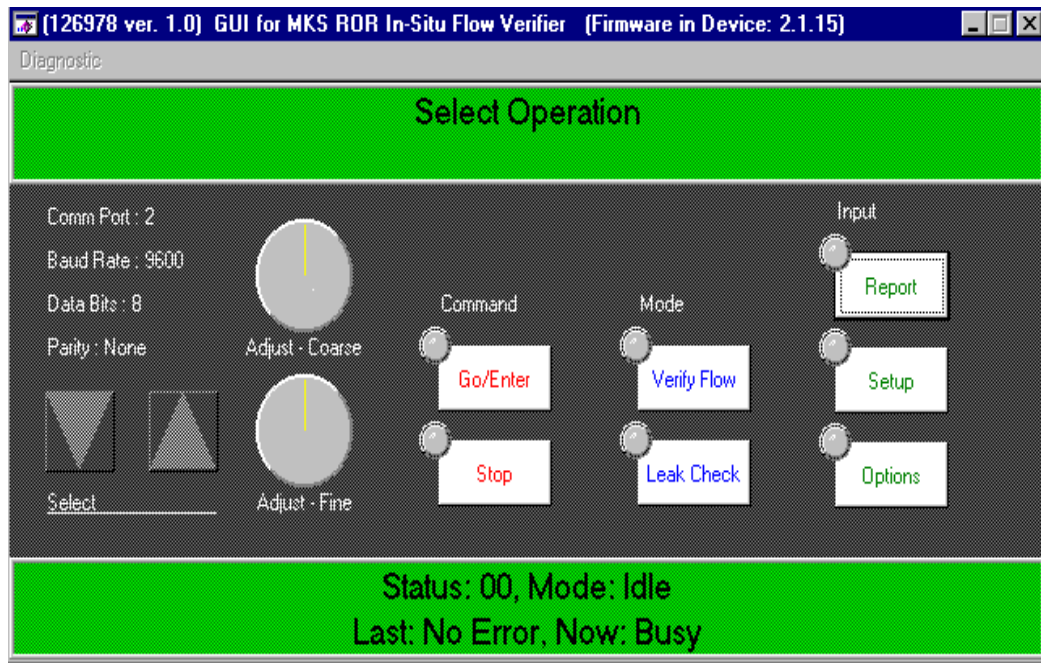 (126978 ver. 1.0) GUI for MKS ROR In-Situ Flow Verifier (Firmware in Device: 2.1.15)
Diagnostic
Select Operation
Comm Port : 2
Baud Rate : 9600
Data Bits : 8
Parity : None
Select
Adjust - Coarse
Adjust - Fine
Command
Go/Enter
Stop
Mode
Verify Flow
Leak Check
Input
Report
Setup
Options
Status: 00, Mode: Idle
Last: No Error, Now: Busy